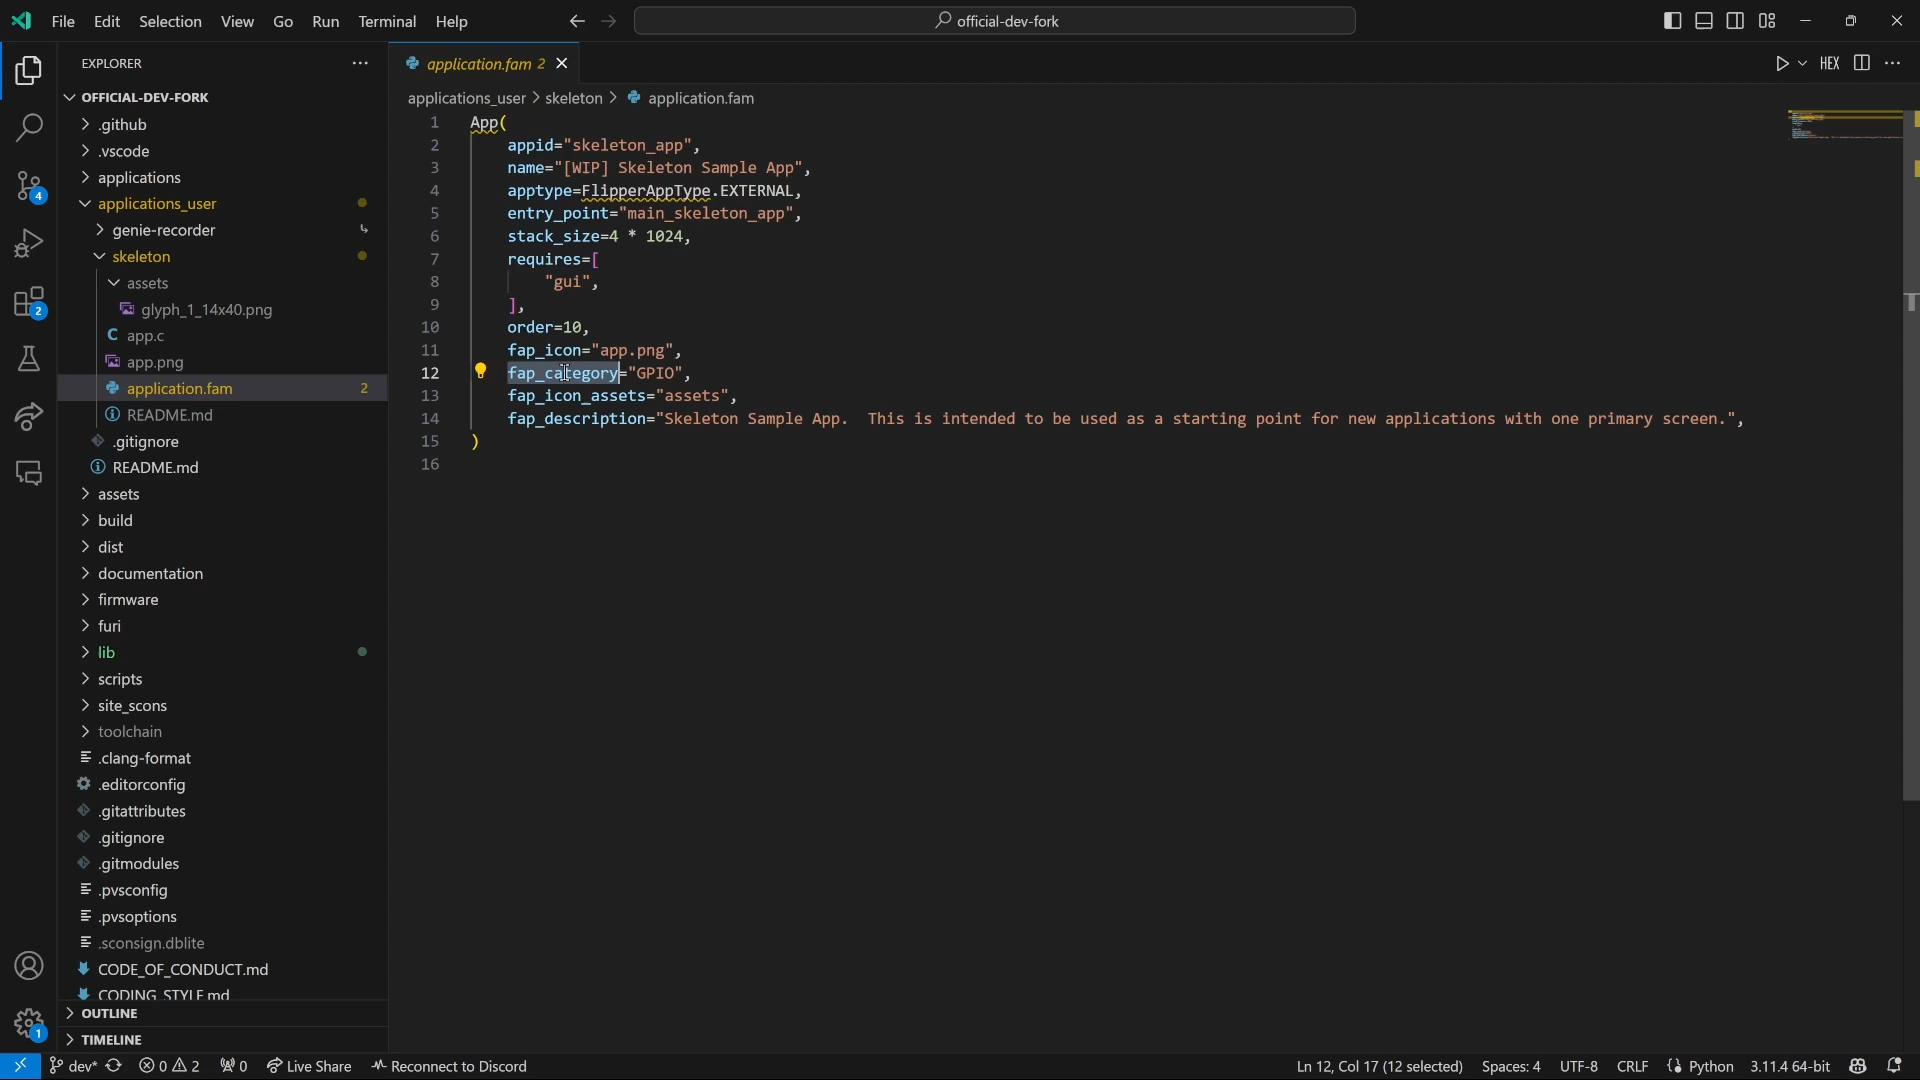 File Edit Selection View Go Run Terminal Help
official-dev-fork
EXPLORER
application.fam 2
HEX
OFFICIAL-DEV-FORK
applications_user > skeleton > application.fam
.github
.vscode
applications
applications_user
genie-recorder
skeleton
assets
glyph_1_14x40.png
app.c
app.png
application.fam 2
README.md
.gitignore
README.md
assets
build
dist
documentation
firmware
furi
lib
scripts
site_scons
toolchain
.clang-format
.editorconfig
.gitattributes
.gitignore
.gitmodules
.pvsconfig
.pvsoptions
.sconsign.dblite
CODE_OF_CONDUCT.md
CODING_STYLE.md
OUTLINE
TIMELINE
4
2
1
1 App(
2 appid="skeleton_app",
3 name="[WIP] Skeleton Sample App",
4 apptype=FlipperAppType.EXTERNAL,
5 entry_point="main_skeleton_app",
6 stack_size=4 * 1024,
7 requires=[
8 "gui",
9 ],
10 order=10,
11 fap_icon="app.png",
12 fap_category="GPIO",
13 fap_icon_assets="assets",
14 fap_description="Skeleton Sample App.  This is intended to be used as a starting point for new applications with one primary screen.",
15 )
16
dev* 0 2 0 Live Share Reconnect to Discord Ln 12, Col 17 (12 selected) Spaces: 4 UTF-8 CRLF Python 3.11.4 64-bit